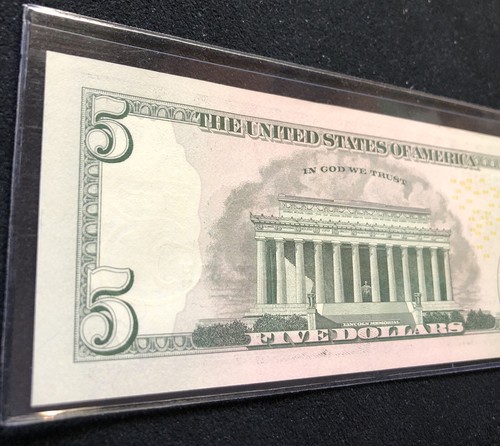 5
THE UNITED STATES OF AMERICA
IN GOD WE TRUST
LINCOLN MEMORIAL
5
FIVE DOLLARS